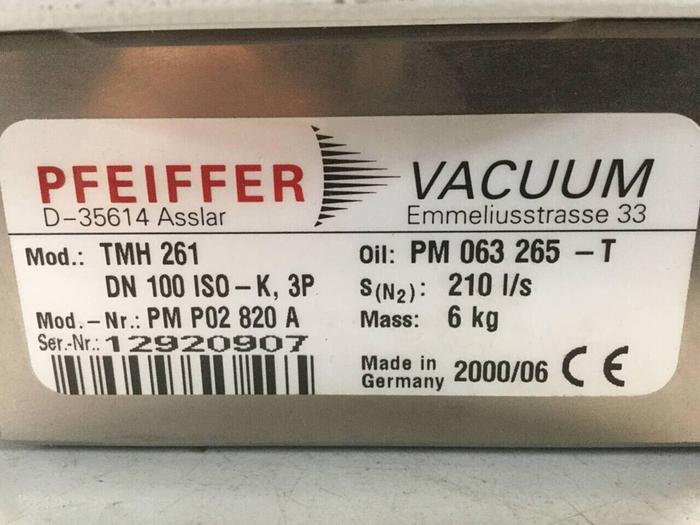 PFEIFFER VACUUM
D-35614 Asslar Emmeliusstrasse 33
Mod.: TMH 261 Oil: PM 063 265 -T
DN 100 ISO-K, 3P S(N₂): 210 l/s
Mod.-Nr.: PM P02 820 A Mass: 6 kg
Ser.-Nr.: 12920907
Made in Germany 2000/06 CE